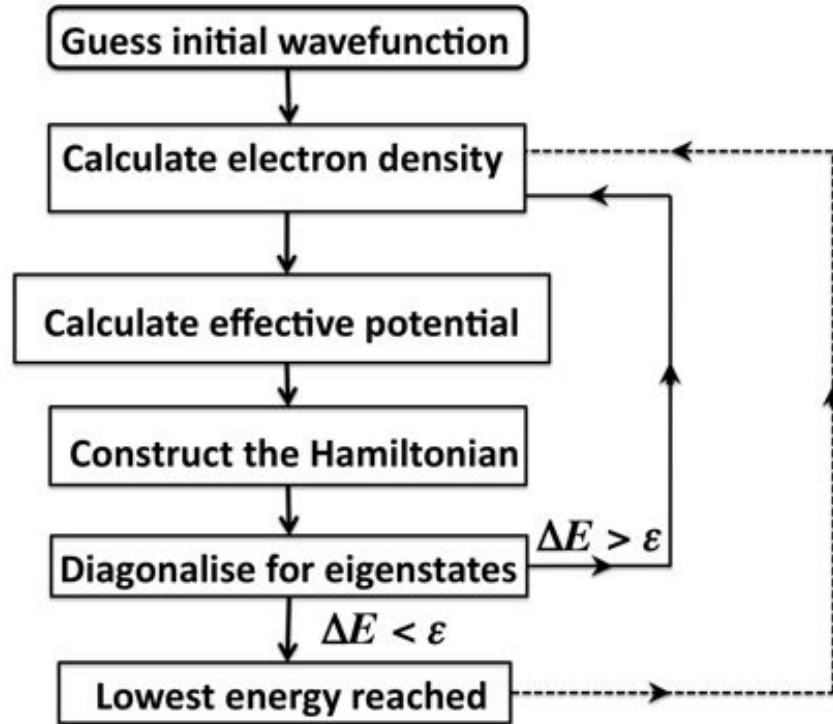 Guess initial wavefunction
Calculate electron density
Calculate effective potential
Construct the Hamiltonian
ΔE > ε
Diagonalise for eigenstates
ΔE < ε
Lowest energy reached